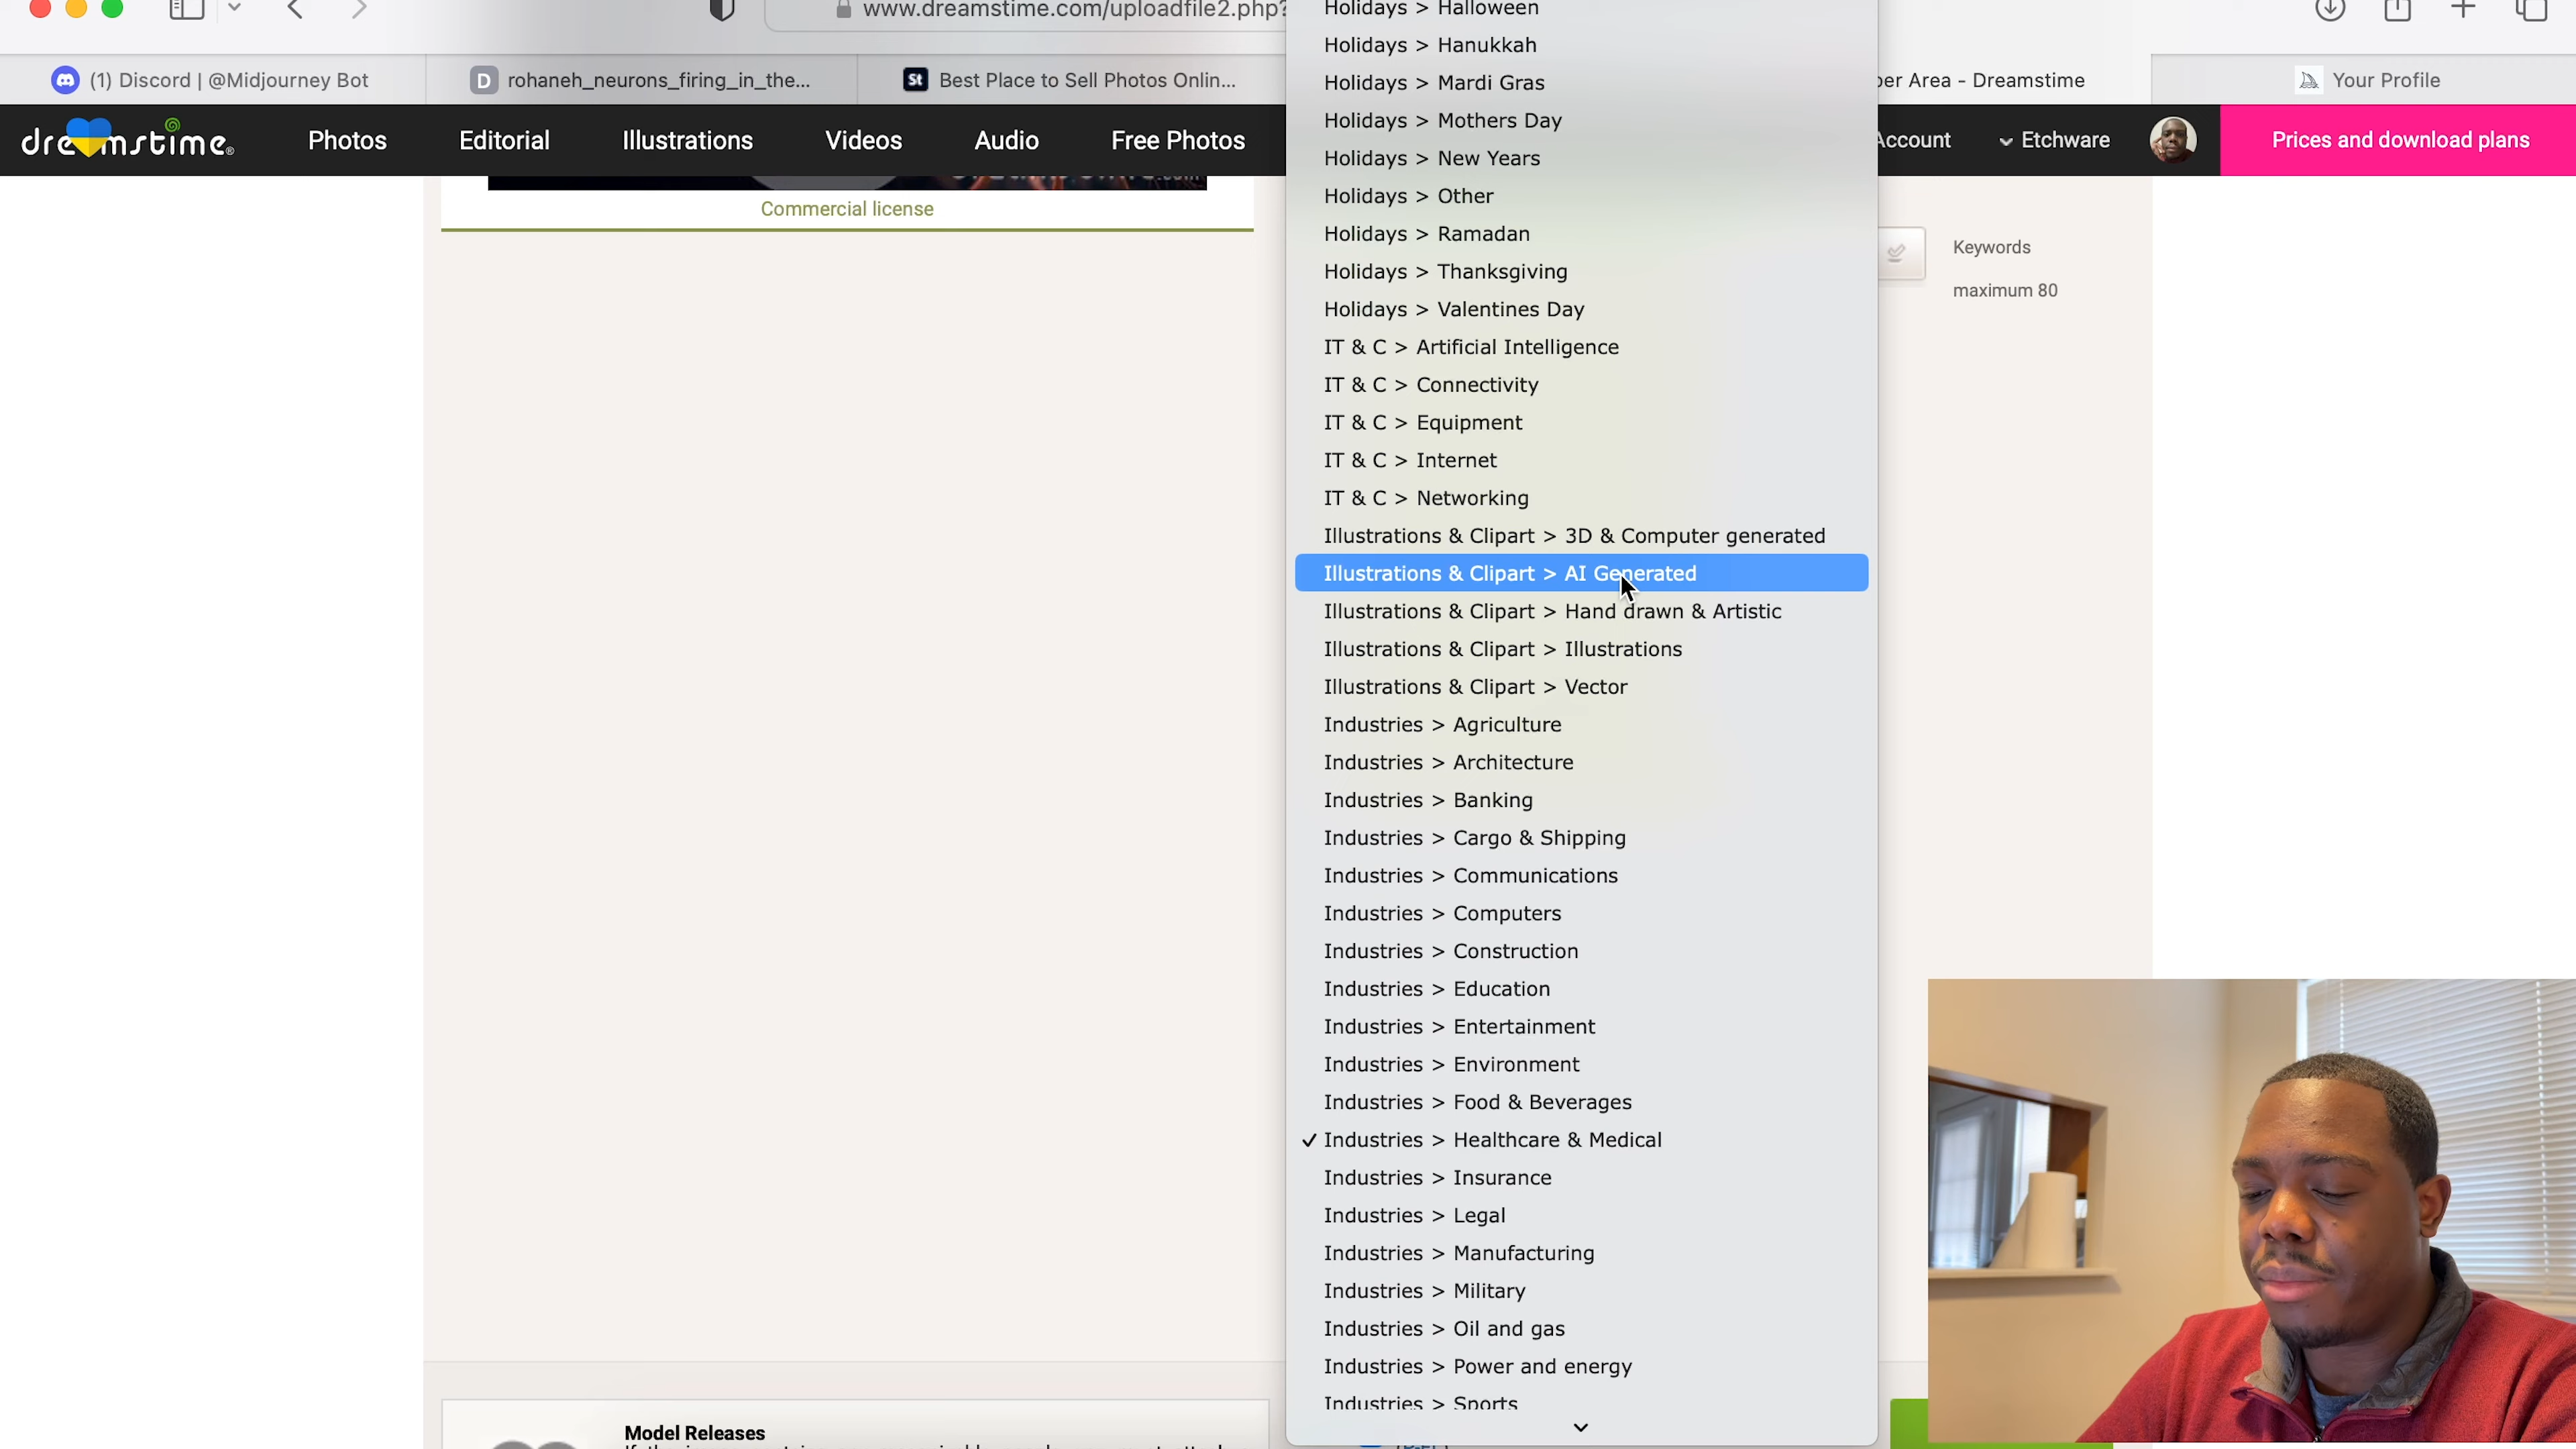 www.dreamstime.com/uploadfile2.php?
(1) Discord | @Midjourney Bot
D rohaneh_neurons_firing_in_the...
St Best Place to Sell Photos Onlin...
per Area - Dreamstime
Your Profile
dreamstime®
Photos
Editorial
Illustrations
Videos
Audio
Free Photos
Account
Etchware
Prices and download plans
Commercial license
Keywords
maximum 80
Holidays > Halloween
Holidays > Hanukkah
Holidays > Mardi Gras
Holidays > Mothers Day
Holidays > New Years
Holidays > Other
Holidays > Ramadan
Holidays > Thanksgiving
Holidays > Valentines Day
IT & C > Artificial Intelligence
IT & C > Connectivity
IT & C > Equipment
IT & C > Internet
IT & C > Networking
Illustrations & Clipart > 3D & Computer generated
Illustrations & Clipart > AI Generated
Illustrations & Clipart > Hand drawn & Artistic
Illustrations & Clipart > Illustrations
Illustrations & Clipart > Vector
Industries > Agriculture
Industries > Architecture
Industries > Banking
Industries > Cargo & Shipping
Industries > Communications
Industries > Computers
Industries > Construction
Industries > Education
Industries > Entertainment
Industries > Environment
Industries > Food & Beverages
✓ Industries > Healthcare & Medical
Industries > Insurance
Industries > Legal
Industries > Manufacturing
Industries > Military
Industries > Oil and gas
Industries > Power and energy
Industries > Sports
Model Releases